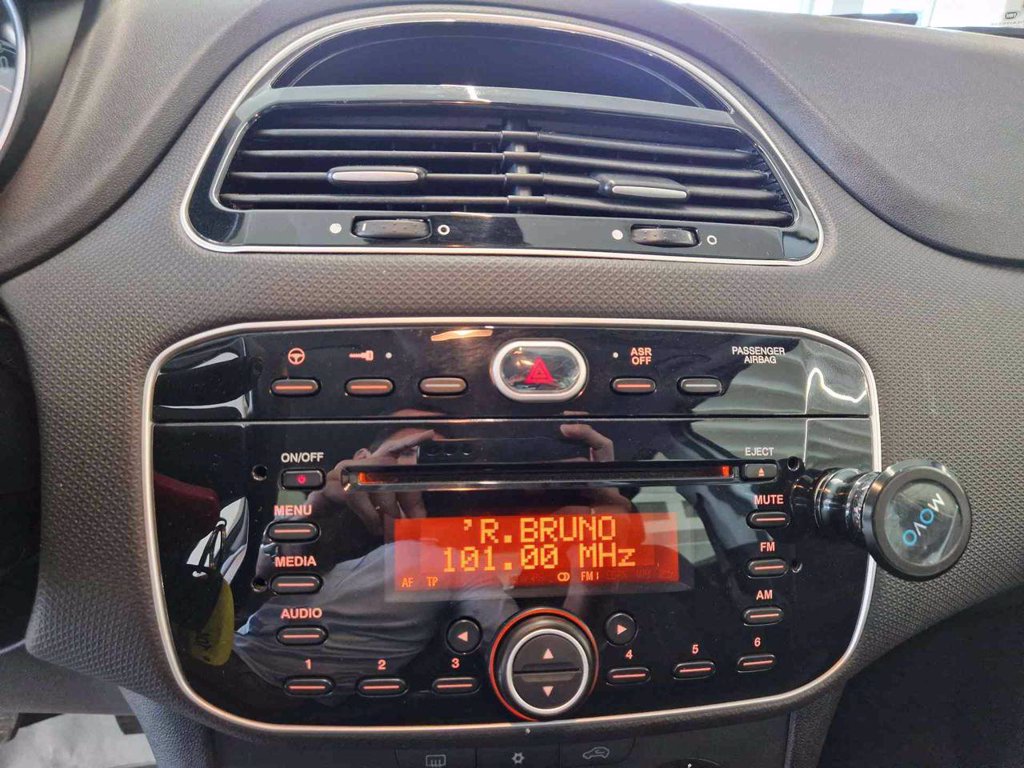 ASR
OFF
PASSENGER
AIRBAG
ON/OFF
EJECT
MENU
MUTE
'R.BRUNO
101.00 MHz
AF TP FM I
MEDIA
FM
AUDIO
AM
1 2 3 4 5 6
MOVO